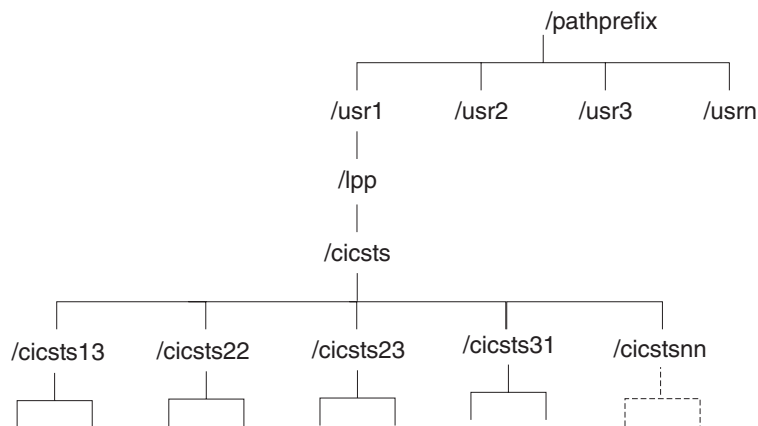 /pathprefix
/usr1 /usr2 /usr3 /usrn
/lpp
/cicsts
/cicsts13 /cicsts22 /cicsts23 /cicsts31 /cicstsnn